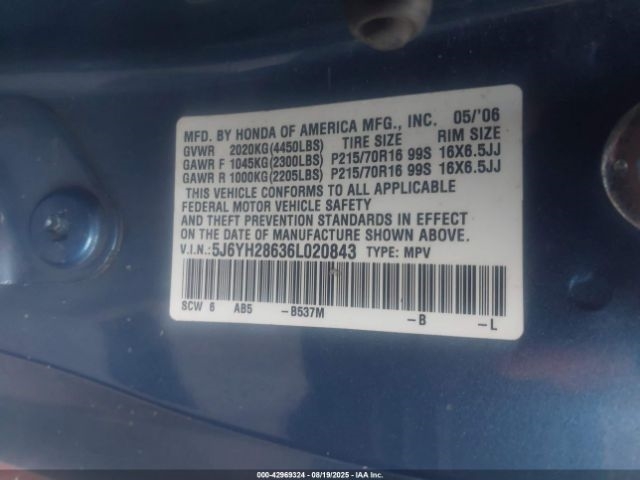 MFD. BY HONDA OF AMERICA MFG., INC. 05/'06
GVWR 2020KG(4450LBS) TIRE SIZE RIM SIZE
GAWR F 1045KG(2300LBS) P215/70R16 99S 16X6.5JJ
GAWR R 1000KG(2205LBS) P215/70R16 99S 16X6.5JJ
THIS VEHICLE CONFORMS TO ALL APPLICABLE
FEDERAL MOTOR VEHICLE SAFETY
AND THEFT PREVENTION STANDARDS IN EFFECT
ON THE DATE OF MANUFACTURE SHOWN ABOVE.
V.I.N.: 5J6YH28636L020843 TYPE: MPV
SCW 6 AB5 -B537M -B -L
000-42969324 - 08/19/2025 - IAAI.COM